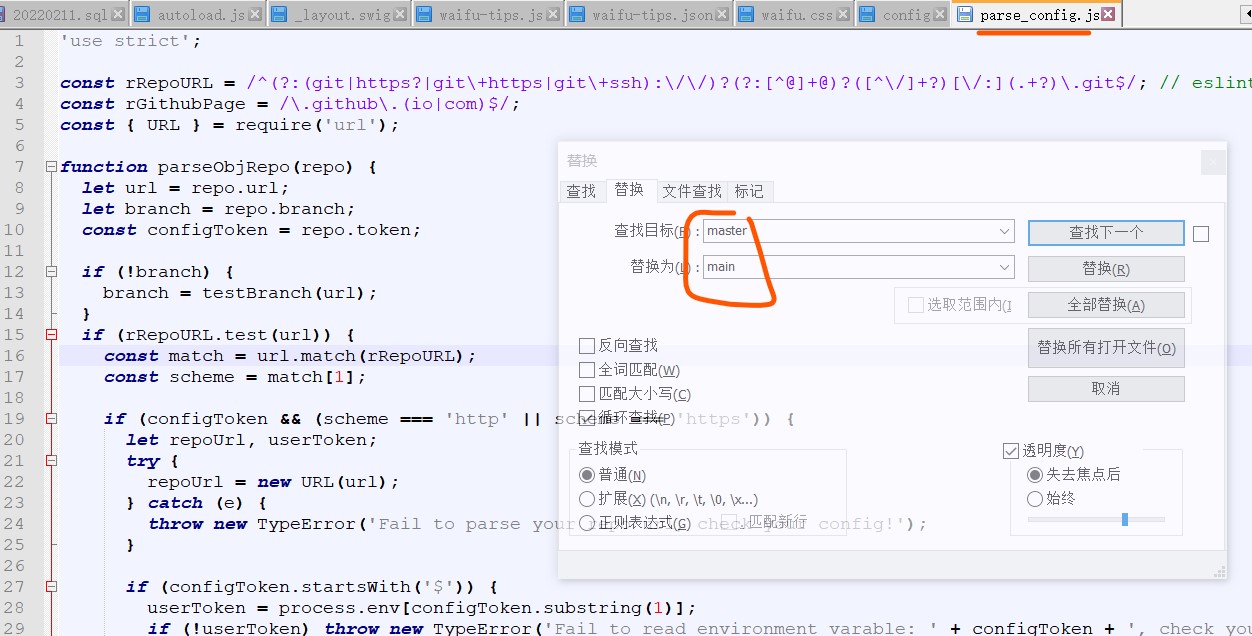 20220211.sql autoload.js _layout.swig waifu-tips.js waifu-tips.json waifu.css config parse_config.js
1 'use strict';
2
3 const rRepoURL = /^(?:(git|https?|git\+https|git\+ssh):\/\/)?(?:[^@]+@)?([^\/]+?)[\/:](.+?)\.git$/; // eslint
4 const rGithubPage = /\.github\.(io|com)$/;
5 const { URL } = require('url');
6
7 function parseObjRepo(repo) {
8 let url = repo.url;
9 let branch = repo.branch;
10 const configToken = repo.token;
11
12 if (!branch) {
13 branch = testBranch(url);
14 }
15 if (rRepoURL.test(url)) {
16 const match = url.match(rRepoURL);
17 const scheme = match[1];
18
19 if (configToken && (scheme === 'http' || scheme === 'https')) {
20 let repoUrl, userToken;
21 try {
22 repoUrl = new URL(url);
23 } catch (e) {
24 throw new TypeError('Fail to parse your check your config!');
25 }
26
27 if (configToken.startsWith('$')) {
28 userToken = process.env[configToken.substring(1)];
29 if (!userToken) throw new TypeError('Fail to read environment varable: ' + configToken + ', check you
替换
查找 替换 文件查找 标记
查找目标(F): master 查找下一个
替换为(L): main 替换(R)
选取范围内(I 全部替换(A)
替换所有打开文件(O)
取消
反向查找
全词匹配(W)
匹配大小写(C)
循环查找(P)
查找模式
普通(N)
扩展(X) (\n, \r, \t, \0, \x...)
正则表达式(G) .匹配新行
透明度(Y)
失去焦点后
始终